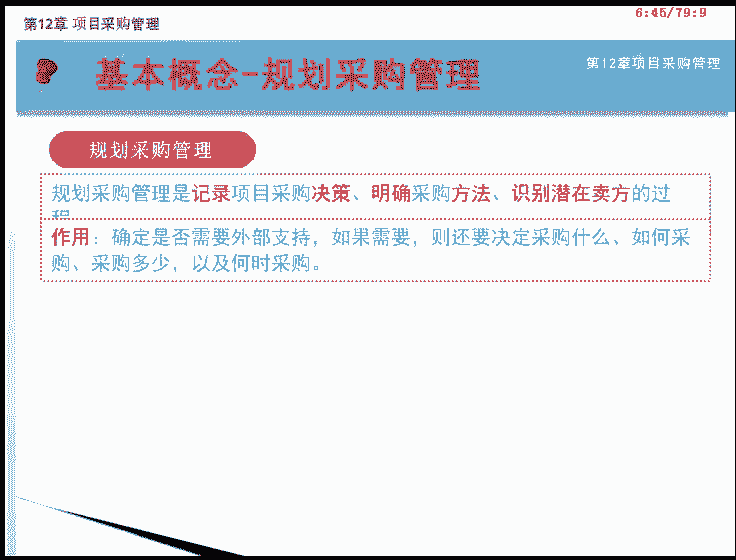 第12章 项目采购管理
6:45/79:9
基本概念-规划采购管理
第12章项目采购管理
规划采购管理
规划采购管理是记录项目采购决策、明确采购方法、识别潜在卖方的过
程
作用：确定是否需要外部支持，如果需要，则还要决定采购什么、如何采
购、采购多少，以及何时采购。